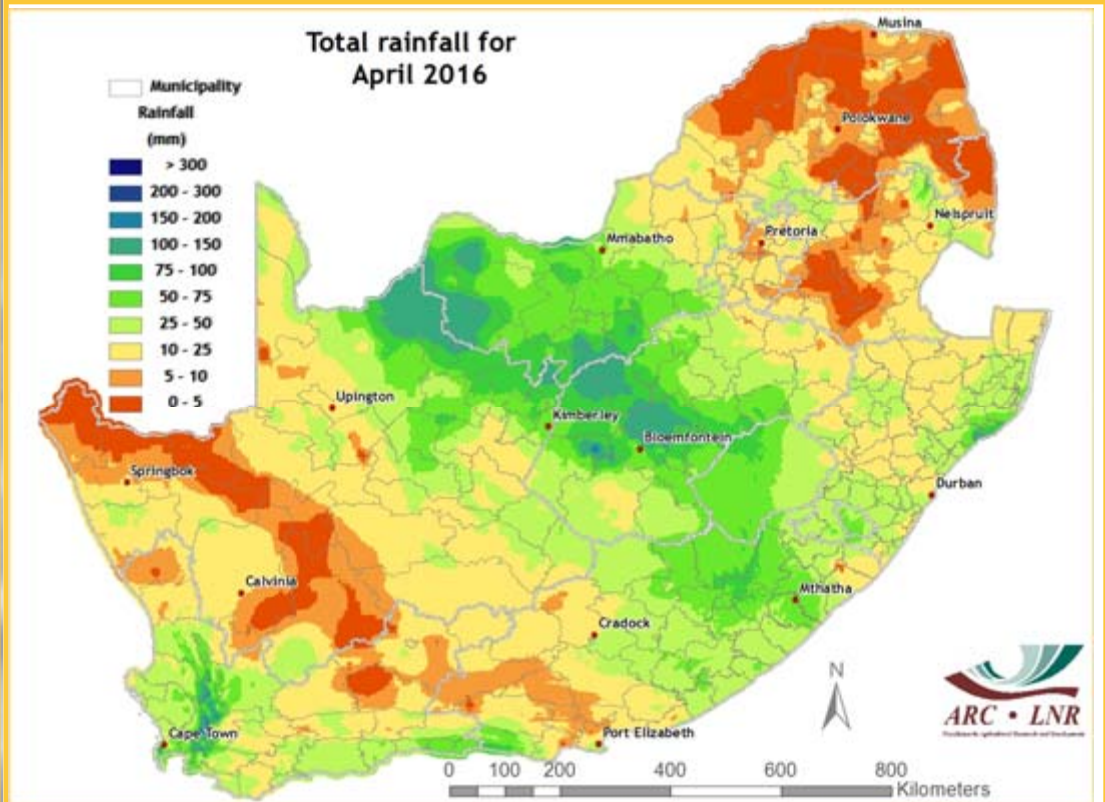 Total rainfall for
April 2016
Municipality
Rainfall
(mm)
> 300
200 - 300
150 - 200
100 - 150
75 - 100
50 - 75
25 - 50
10 - 25
5 - 10
0 - 5
Musina
Polokwane
Nelspruit
Pretoria
Mmabatho
Upington
Kimberley
Bloemfontein
Springbok
Durban
Calvinia
Mthatha
Cradock
Cape Town
Port Elizabeth
N
ARC • LNR
0 100 200 400 600 800
Kilometers